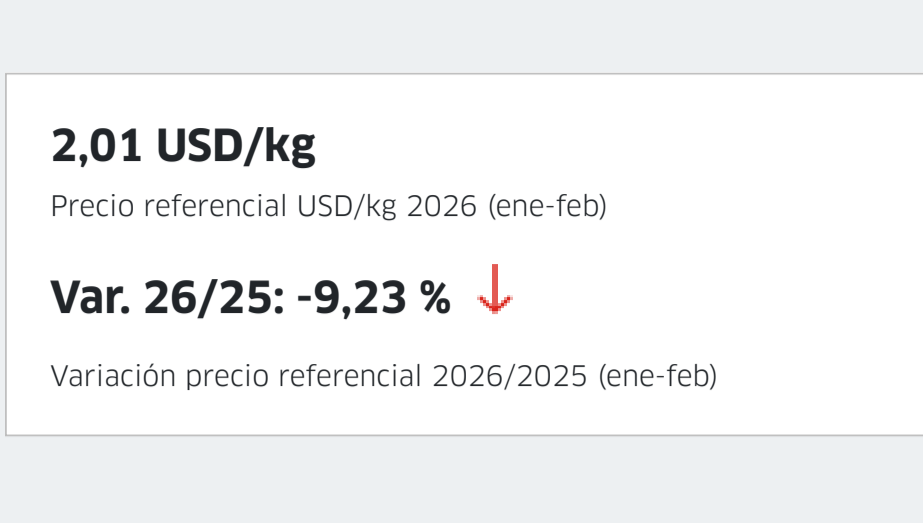 2,01 USD/kg
Precio referencial USD/kg 2026 (ene-feb)
Var. 26/25: -9,23 %
Variación precio referencial 2026/2025 (ene-feb)